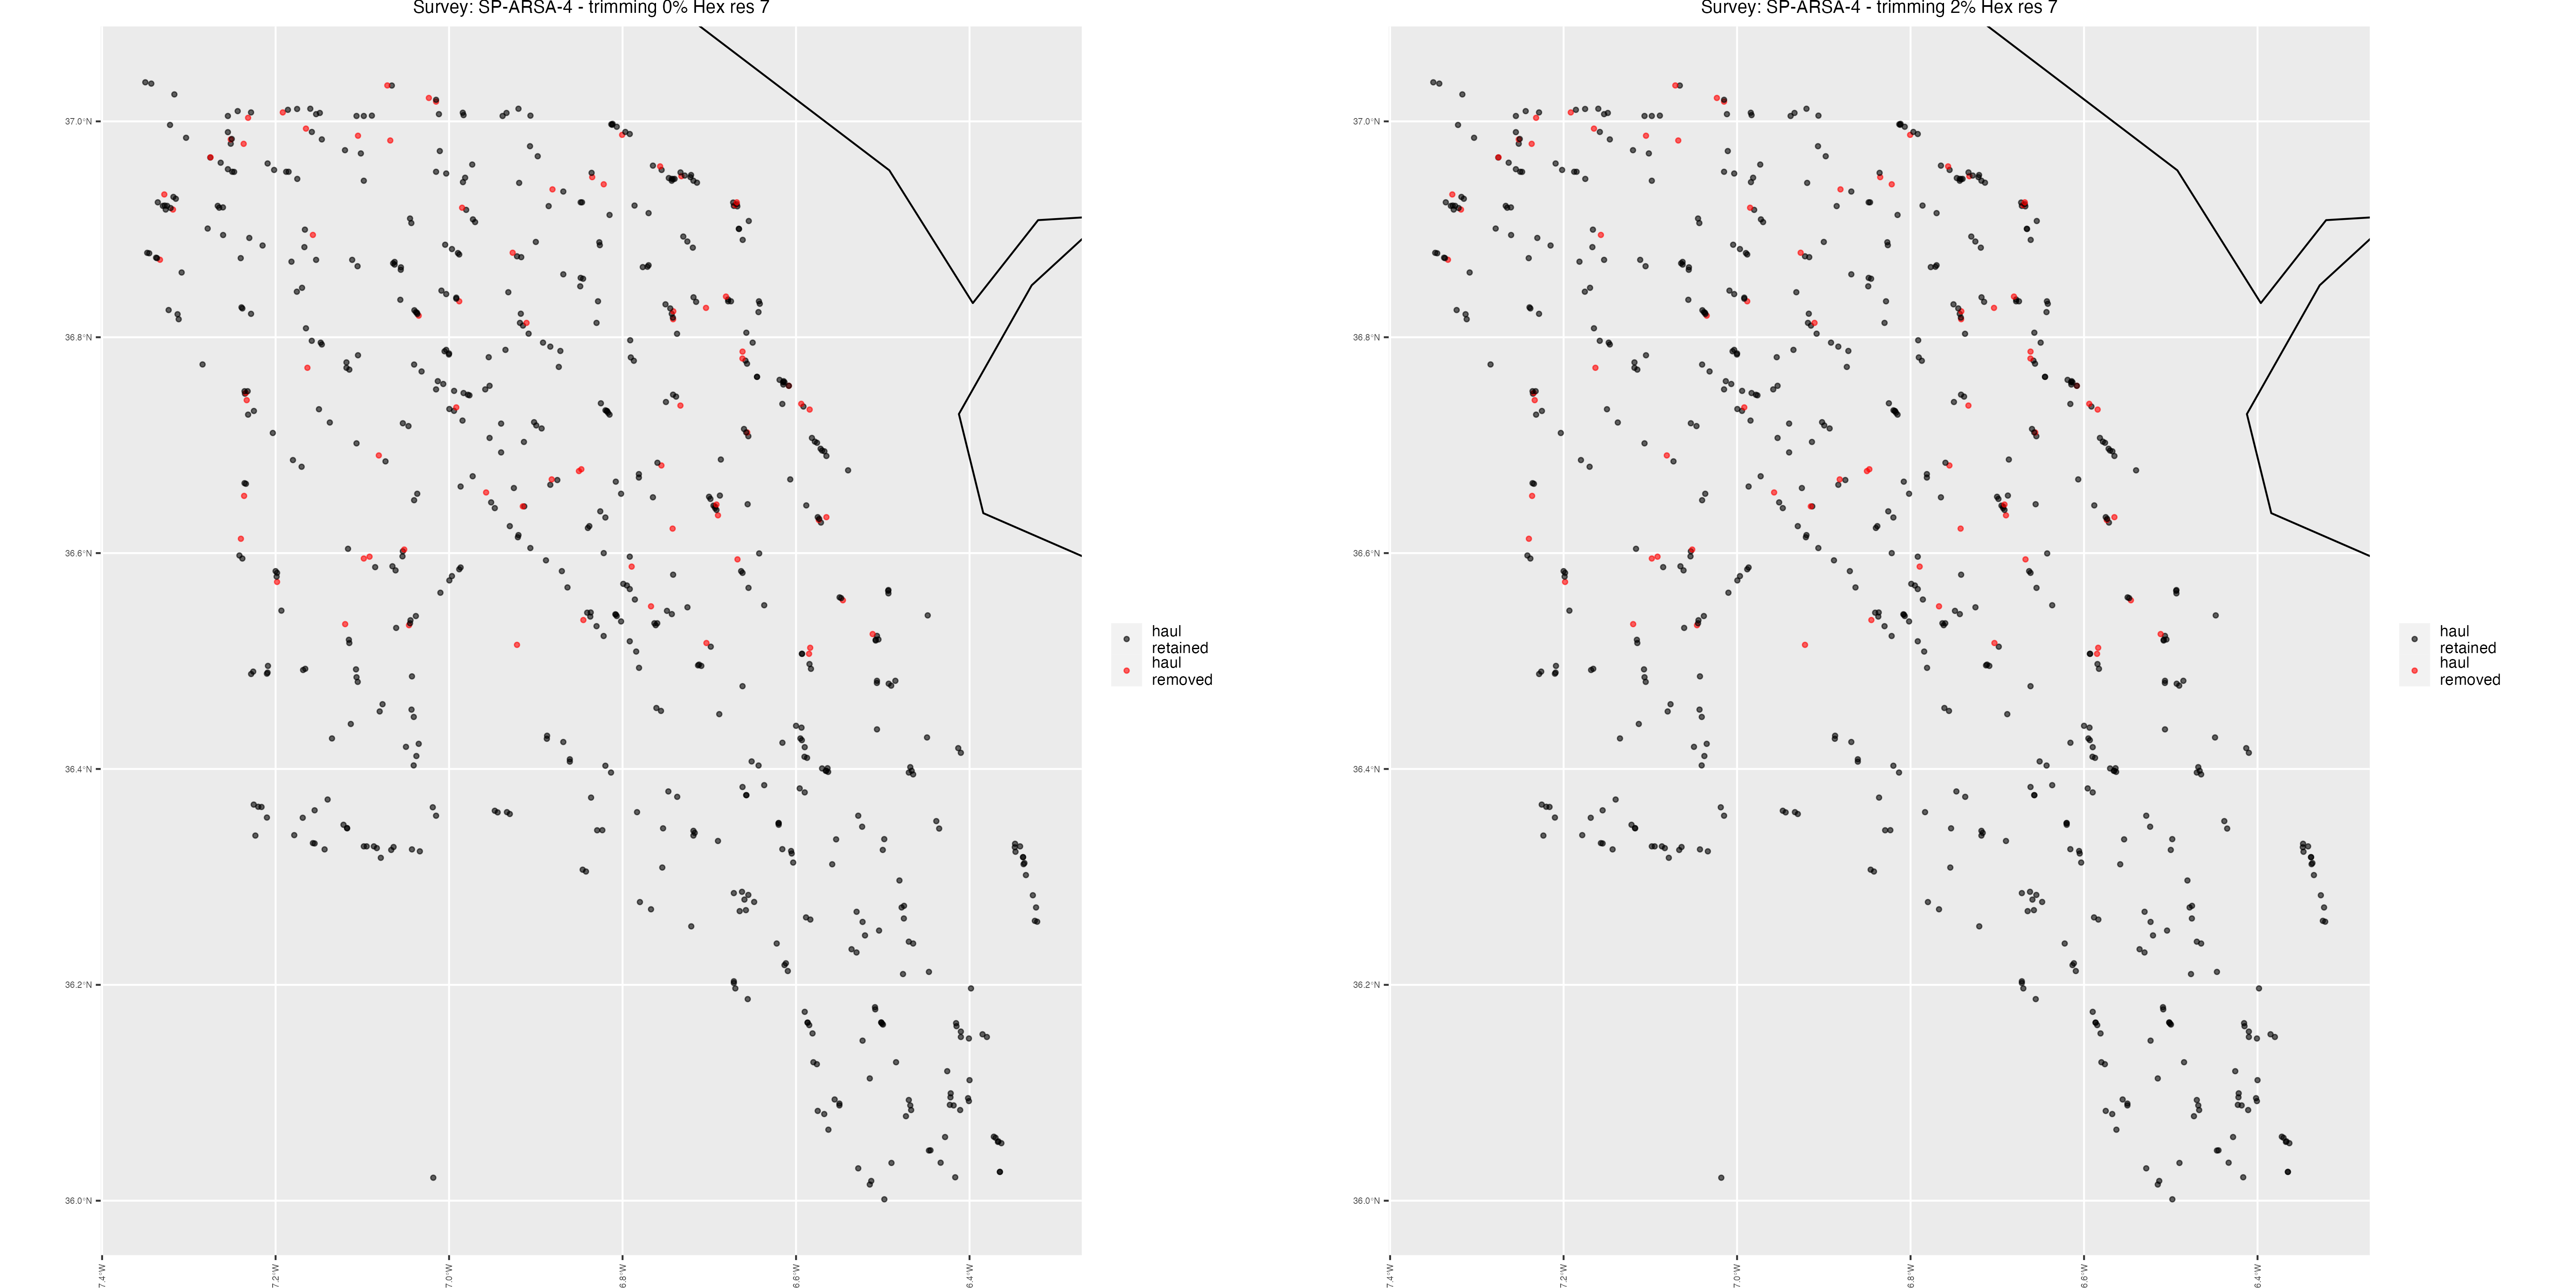 Survey: SP-ARSA-4 - trimming 0% Hex res 7
37.0°N
36.8°N
36.6°N
36.4°N
36.2°N
36.0°N
7.4°W
7.2°W
7.0°W
6.8°W
6.6°W
6.4°W
haul
retained
haul
removed
Survey: SP-ARSA-4 - trimming 2% Hex res 7
37.0°N
36.8°N
36.6°N
36.4°N
36.2°N
36.0°N
7.4°W
7.2°W
7.0°W
6.8°W
6.6°W
6.4°W
haul
retained
haul
removed